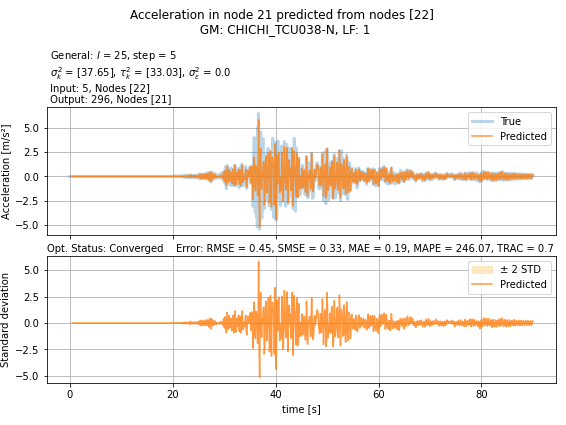 Acceleration in node 21 predicted from nodes [22]
GM: CHICHI_TCU038-N, LF: 1
General: l = 25, step = 5
σ²ₖ = [37.65], τ²ₖ = [33.03], σ²ε = 0.0
Input: 5, Nodes [22]
Output: 296, Nodes [21]
Acceleration [m/s²]
5.0
2.5
0.0
−2.5
−5.0
True
Predicted
Opt. Status: Converged Error: RMSE = 0.45, SMSE = 0.33, MAE = 0.19, MAPE = 246.07, TRAC = 0.7
Standard deviation
5.0
2.5
0.0
−2.5
−5.0
± 2 STD
Predicted
0 20 40 60 80
time [s]